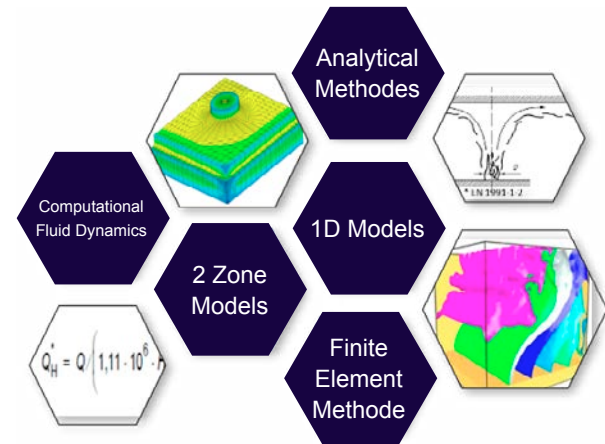 Analytical
Methodes
* EN 1991-1-2
Computational
Fluid Dynamics
1D Models
2 Zone
Models
Q*H = Q/(1,11 · 10⁶ ·
Finite
Element
Methode